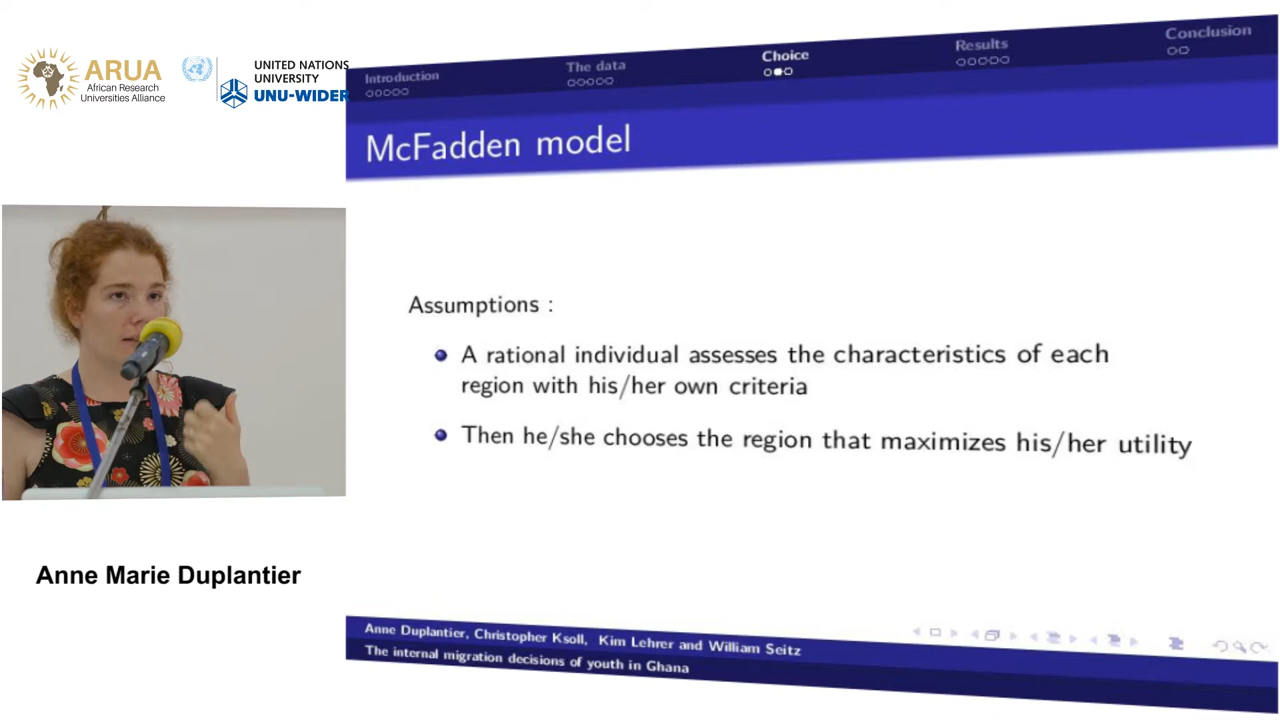 ARUA
African Research
Universities Alliance
UNITED NATIONS
UNIVERSITY
UNU-WIDER
Introduction
The data
Choice
Results
Conclusion
McFadden model
Assumptions :
A rational individual assesses the characteristics of each
region with his/her own criteria
Then he/she chooses the region that maximizes his/her utility
Anne Marie Duplantier
Anne Duplantier, Christopher Ksoll, Kim Lehrer and William Seitz
The internal migration decisions of youth in Ghana